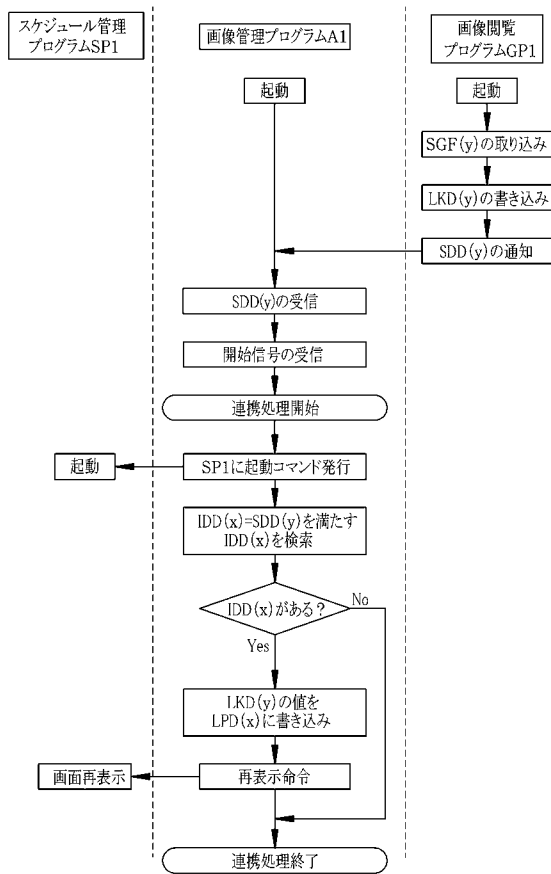 スケジュール管理
プログラムSP1
画像管理プログラムA1
画像閲覧
プログラムGP1
起動
起動
SGF(y)の取り込み
LKD(y)の書き込み
SDD(y)の通知
SDD(y)の受信
開始信号の受信
連携処理開始
起動
SP1に起動コマンド発行
IDD(x)=SDD(y)を満たす
IDD(x)を検索
IDD(x)がある?
No
Yes
LKD(y)の値を
LPD(x)に書き込み
画面再表示
再表示命令
連携処理終了